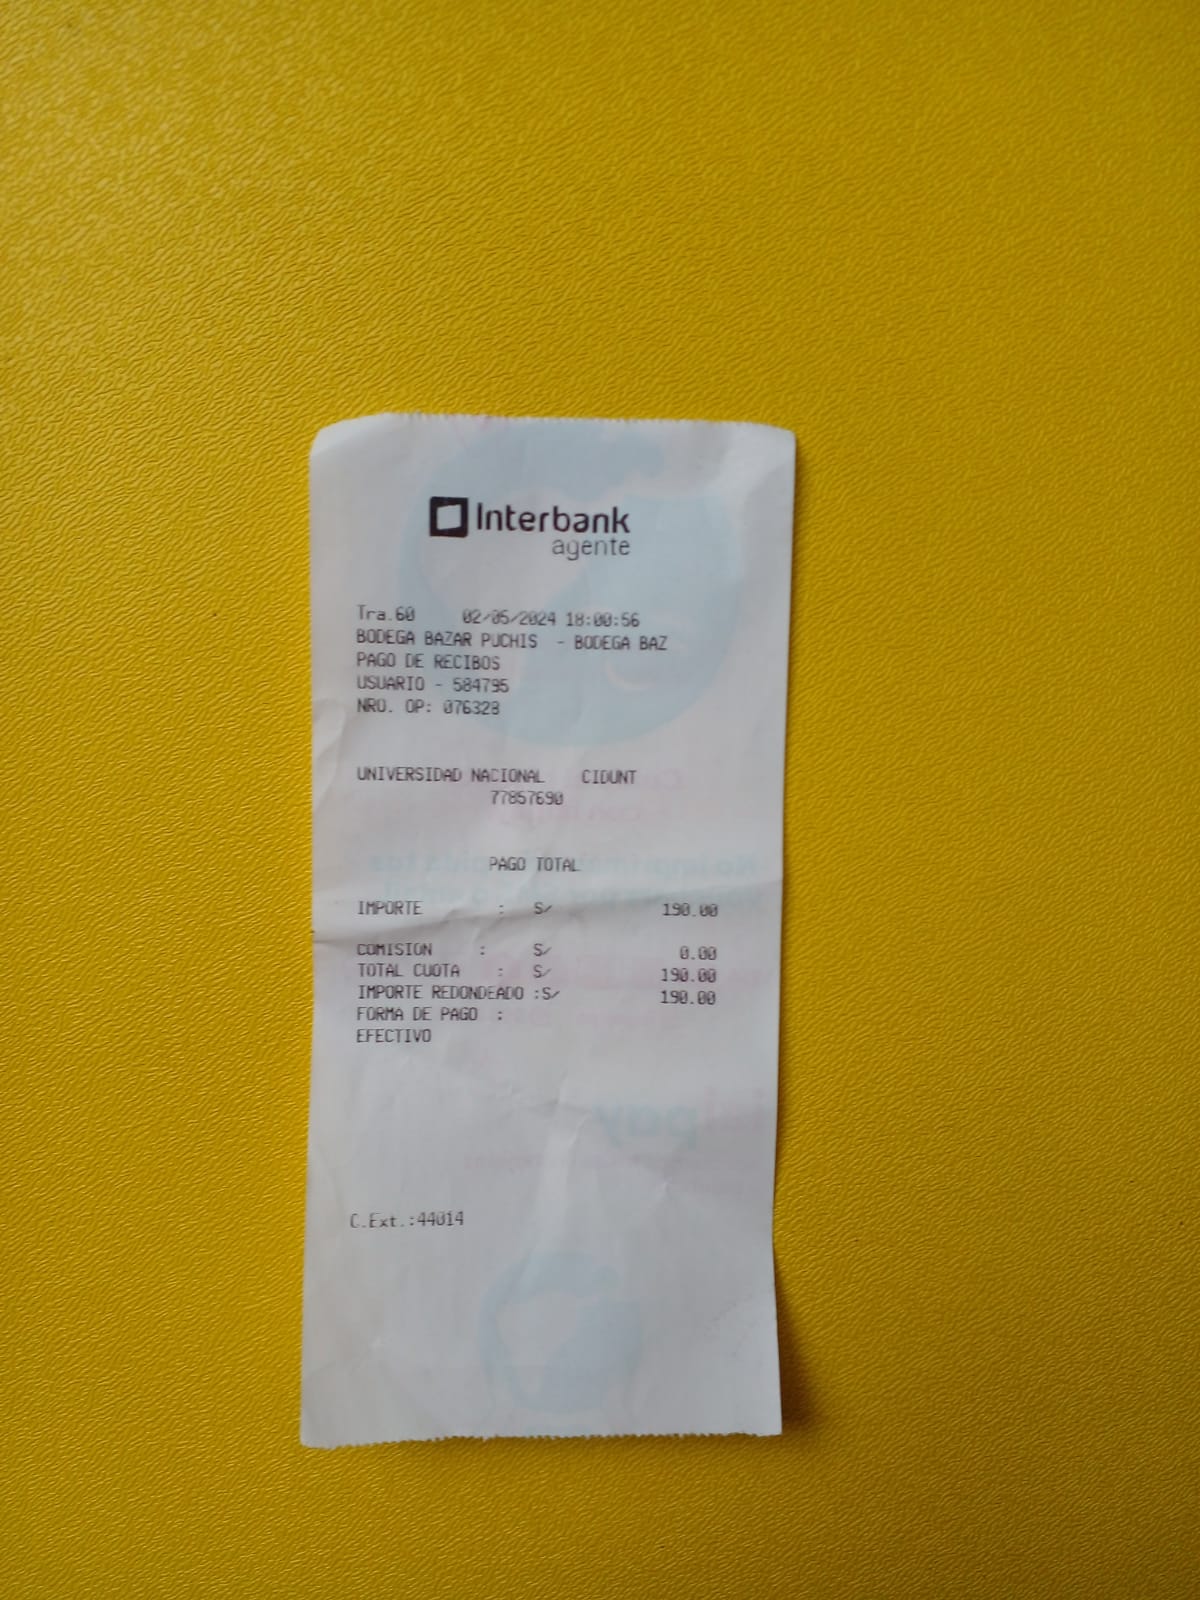 Interbank
agente
Tra.60 02/05/2024 18:00:56
BODEGA BAZAR PUCHIS - BODEGA BAZ
PAGO DE RECIBOS
USUARIO - 584795
NRO. OP: 076328
UNIVERSIDAD NACIONAL CIDUNT
77857690
PAGO TOTAL
IMPORTE : S/ 190.00
COMISION : S/ 0.00
TOTAL CUOTA : S/ 190.00
IMPORTE REDONDEADO :S/ 190.00
FORMA DE PAGO :
EFECTIVO
C.Ext.:44014